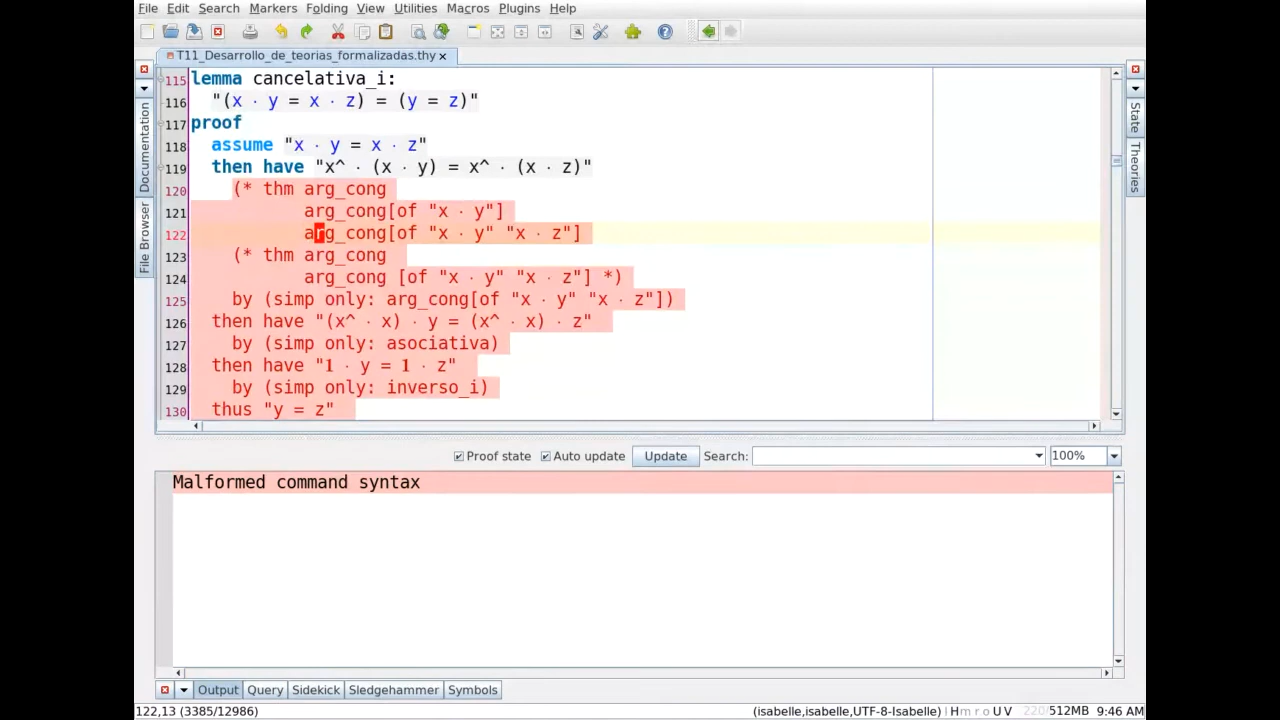 File Edit Search Markers Folding View Utilities Macros Plugins Help
T11_Desarrollo_de_teorias_formalizadas.thy
115 lemma cancelativa_i:
116 "(x · y = x · z) = (y = z)"
117 proof
118 assume "x · y = x · z"
119 then have "x^ · (x · y) = x^ · (x · z)"
120 (* thm arg_cong
121 arg_cong[of "x · y"]
122 arg_cong[of "x · y" "x · z"]
123 (* thm arg_cong
124 arg_cong [of "x · y" "x · z"] *)
125 by (simp only: arg_cong[of "x · y" "x · z"])
126 then have "(x^ · x) · y = (x^ · x) · z"
127 by (simp only: asociativa)
128 then have "1 · y = 1 · z"
129 by (simp only: inverso_i)
130 thus "y = z"
Documentation
File Browser
State
Theories
Proof state Auto update Update Search: 100%
Malformed command syntax
Output Query Sidekick Sledgehammer Symbols
122,13 (3385/12986) (isabelle,isabelle,UTF-8-Isabelle) | H m r o U V 220/512MB 9:46 AM